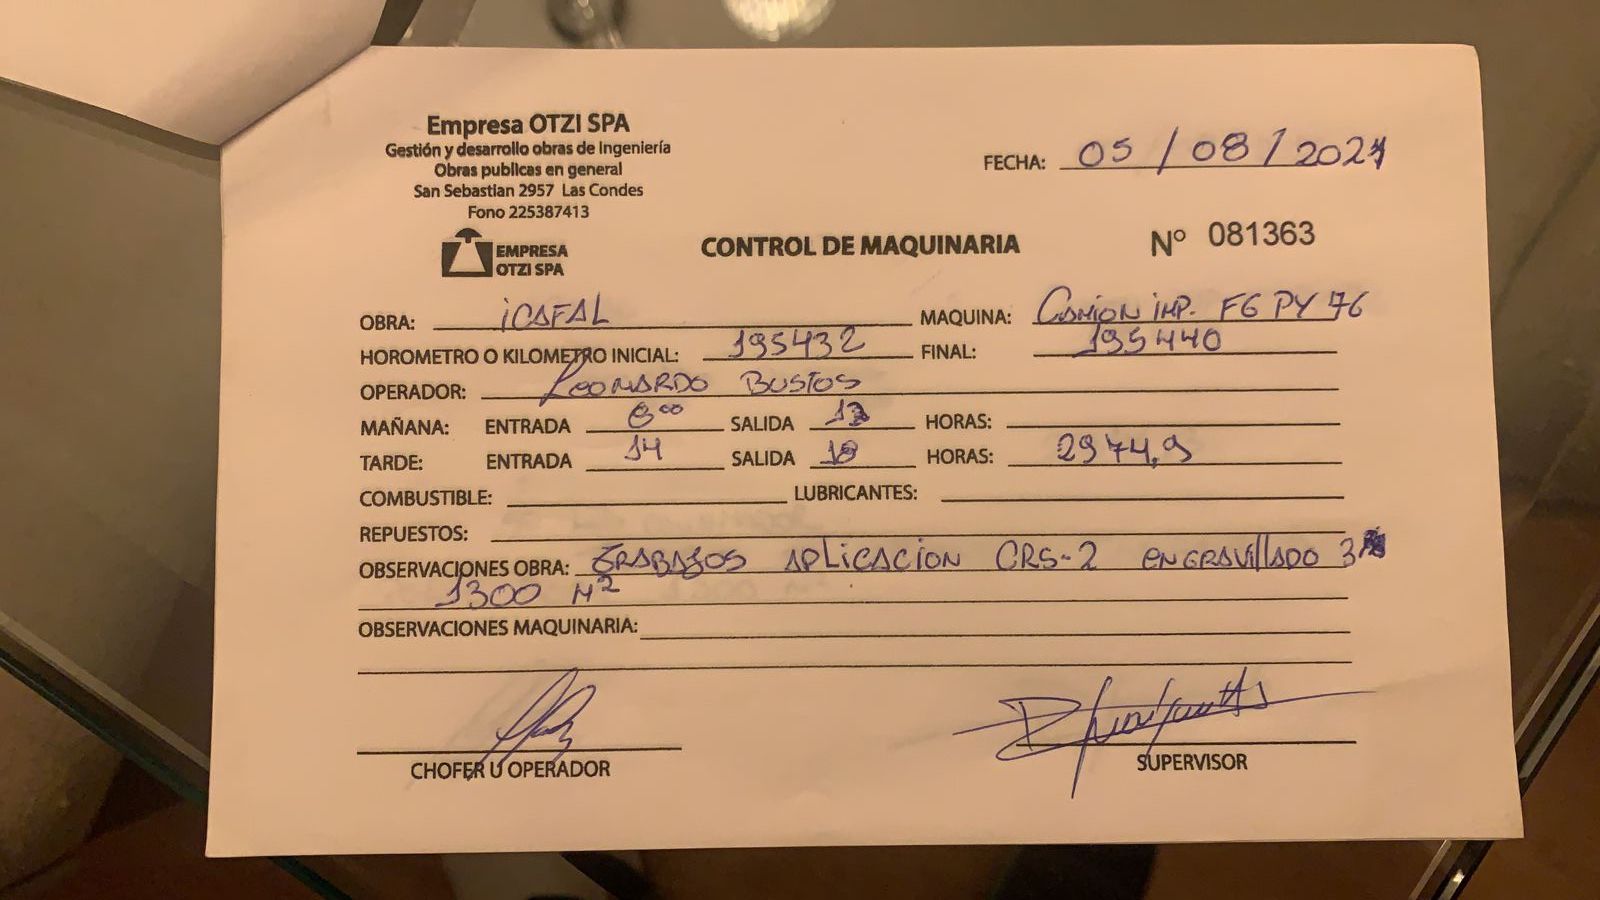 Empresa OTZI SPA
Gestión y desarrollo obras de Ingeniería
Obras publicas en general
San Sebastian 2957 Las Condes
Fono 225387413
FECHA: 05 / 08 / 2021
EMPRESA
OTZI SPA
CONTROL DE MAQUINARIA
Nº 081363
OBRA: iCAFAL MAQUINA: CAMION iMP. FG PY 76
HOROMETRO O KILOMETRO INICIAL: 195432 FINAL: 195440
OPERADOR: LEONARDO BUSTOS
MAÑANA: ENTRADA 8⁰⁰ SALIDA 13 HORAS:
TARDE: ENTRADA 14 SALIDA 18 HORAS: 2974,9
COMBUSTIBLE: LUBRICANTES:
REPUESTOS:
OBSERVACIONES OBRA: TRABAJOS APLICACION CRS-2 ENGRAVillADO 3
1300 M²
OBSERVACIONES MAQUINARIA:
CHOFER U OPERADOR
SUPERVISOR